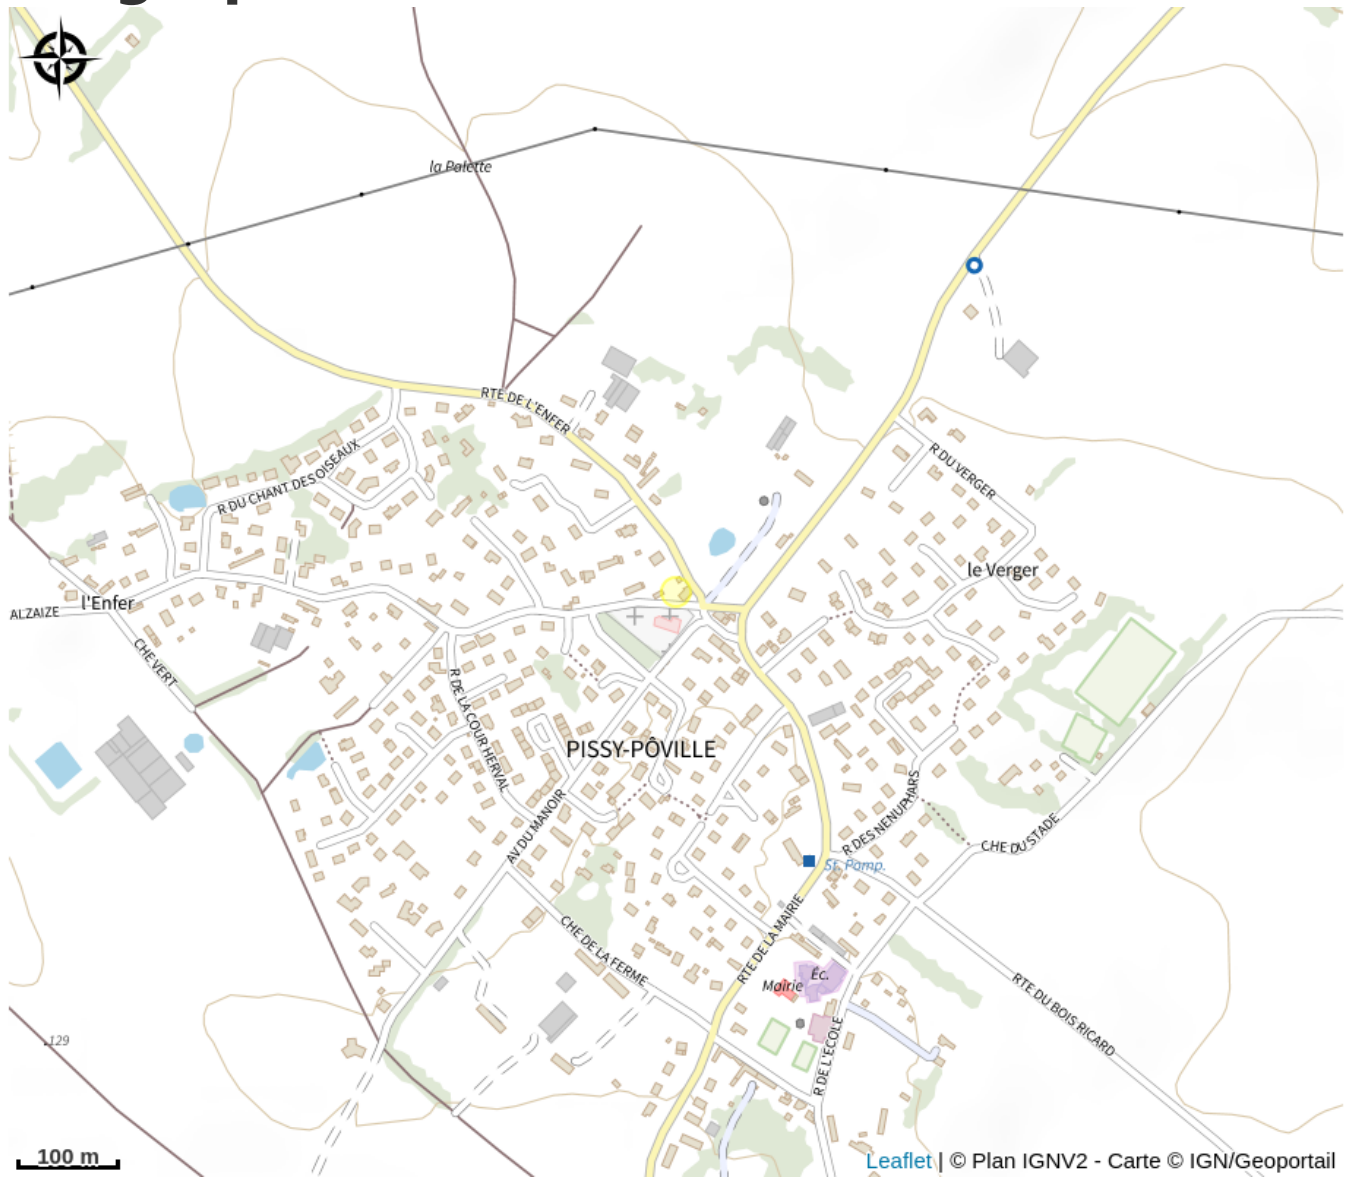 la Palette
RTE DE L'ENFER
R DU CHANT DES OISEAUX
R DU VERGER
le Verger
l'Enfer
ALZAIZE
CHE VERT
R DE LA COUR HERVAL
PISSY-PÔVILLE
AV DU MANOIR
R DES NENUPHARS
CHE DU STADE
St. Pomp.
RTE DE LA MAIRIE
CHE DE LA FERME
Éc.
Mairie
RTE DU BOIS RICARD
R DE L'ECOLE
129
100 m
Leaflet | © Plan IGNV2 - Carte © IGN/Geoportail